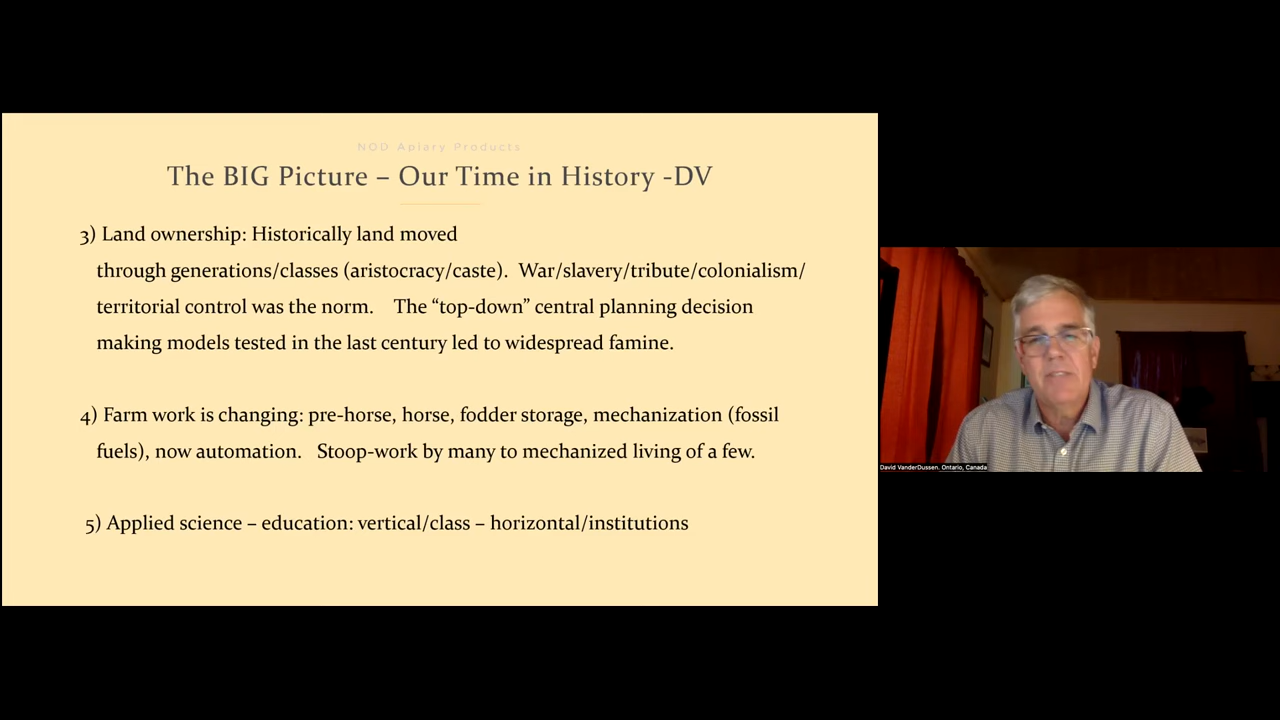 NOD Apiary Products
The BIG Picture – Our Time in History -DV
3) Land ownership: Historically land moved
through generations/classes (aristocracy/caste). War/slavery/tribute/colonialism/
territorial control was the norm. The “top-down” central planning decision
making models tested in the last century led to widespread famine.
4) Farm work is changing: pre-horse, horse, fodder storage, mechanization (fossil
fuels), now automation. Stoop-work by many to mechanized living of a few.
5) Applied science – education: vertical/class – horizontal/institutions
David VanderDussen, Ontario, Canada